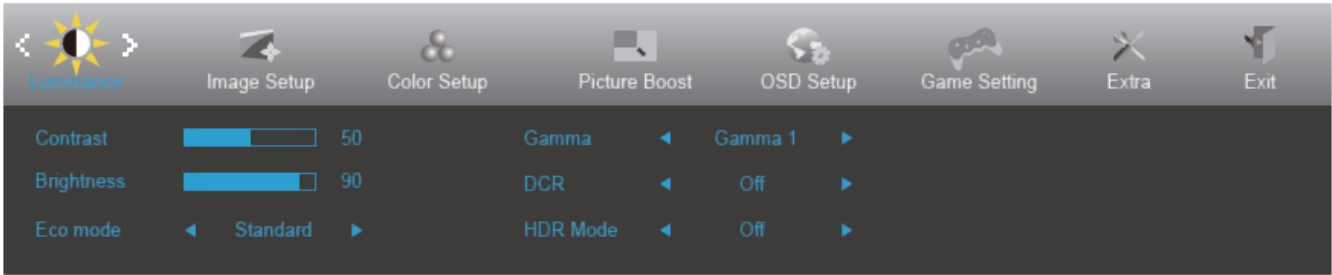 Luminance Image Setup Color Setup Picture Boost OSD Setup Game Setting Extra Exit
Contrast 50 Gamma Gamma 1
Brightness 90 DCR Off
Eco mode Standard HDR Mode Off